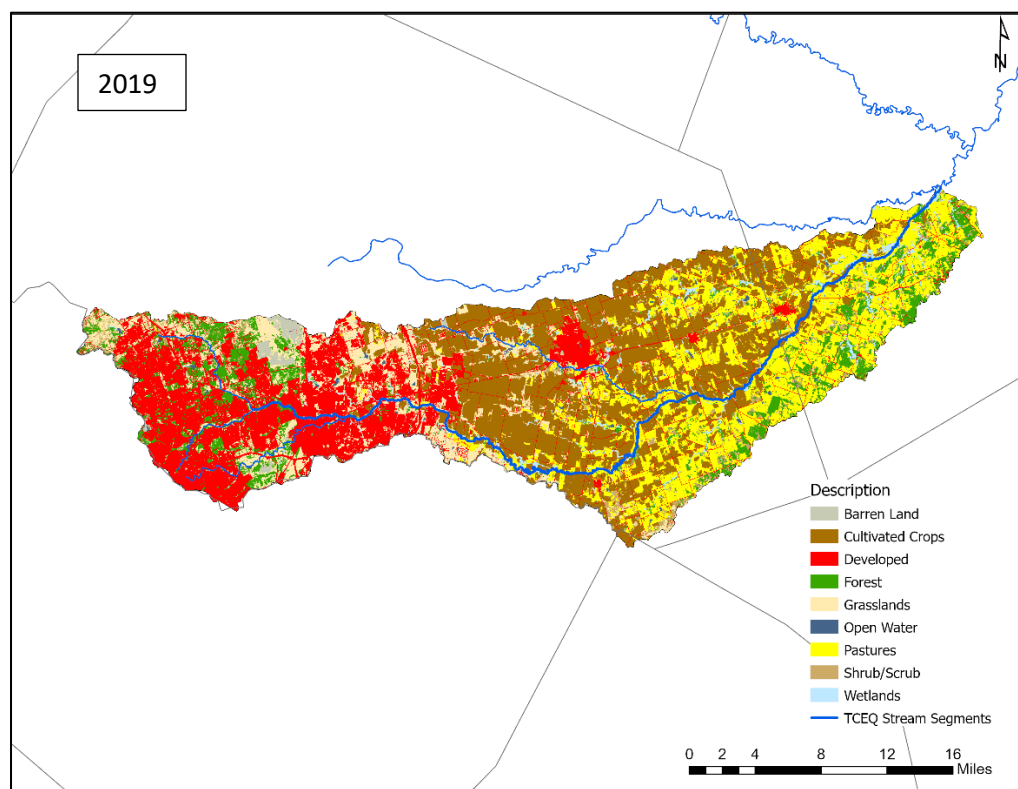 2019
N
Description
Barren Land
Cultivated Crops
Developed
Forest
Grasslands
Open Water
Pastures
Shrub/Scrub
Wetlands
TCEQ Stream Segments
0 2 4 8 12 16
Miles